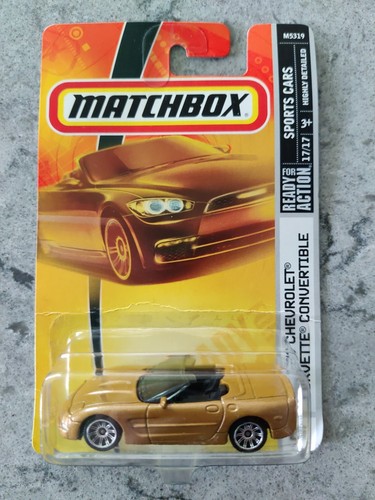 M5319
MATCHBOX
SPORTS CARS
HIGHLY DETAILED
READY FOR ACTION
17/17
3+
CHEVROLET®
CONVERTIBLE